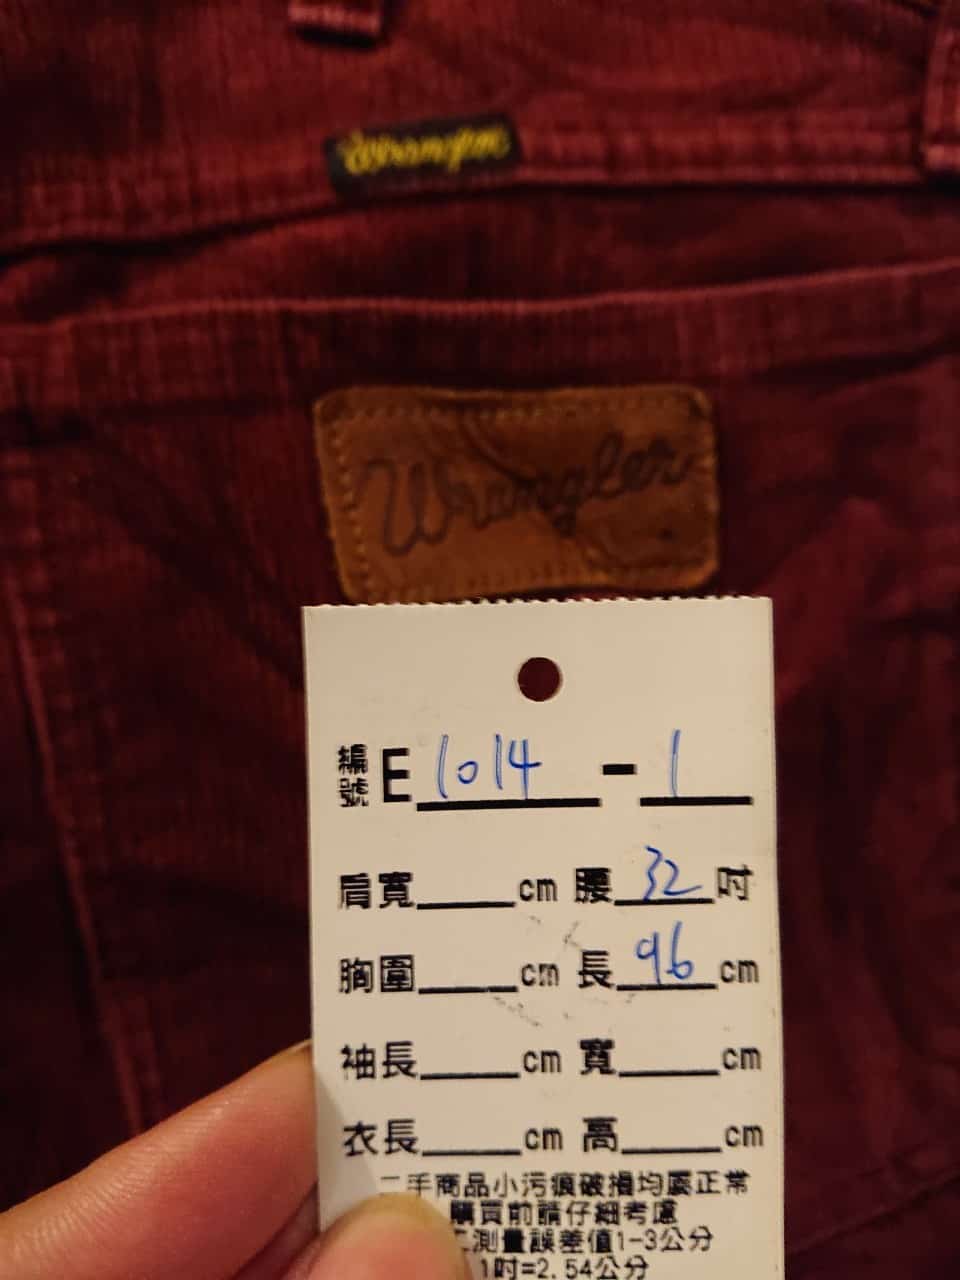 Wrangler
Wrangler
編號 E 1014 - 1
肩寬____cm 腰 32 吋
胸圍____cm 長 96 cm
袖長____cm 寬____cm
衣長____cm 高____cm
二手商品小污痕破損均屬正常
購買前請仔細考慮
測量誤差值1-3公分
1吋=2.54公分